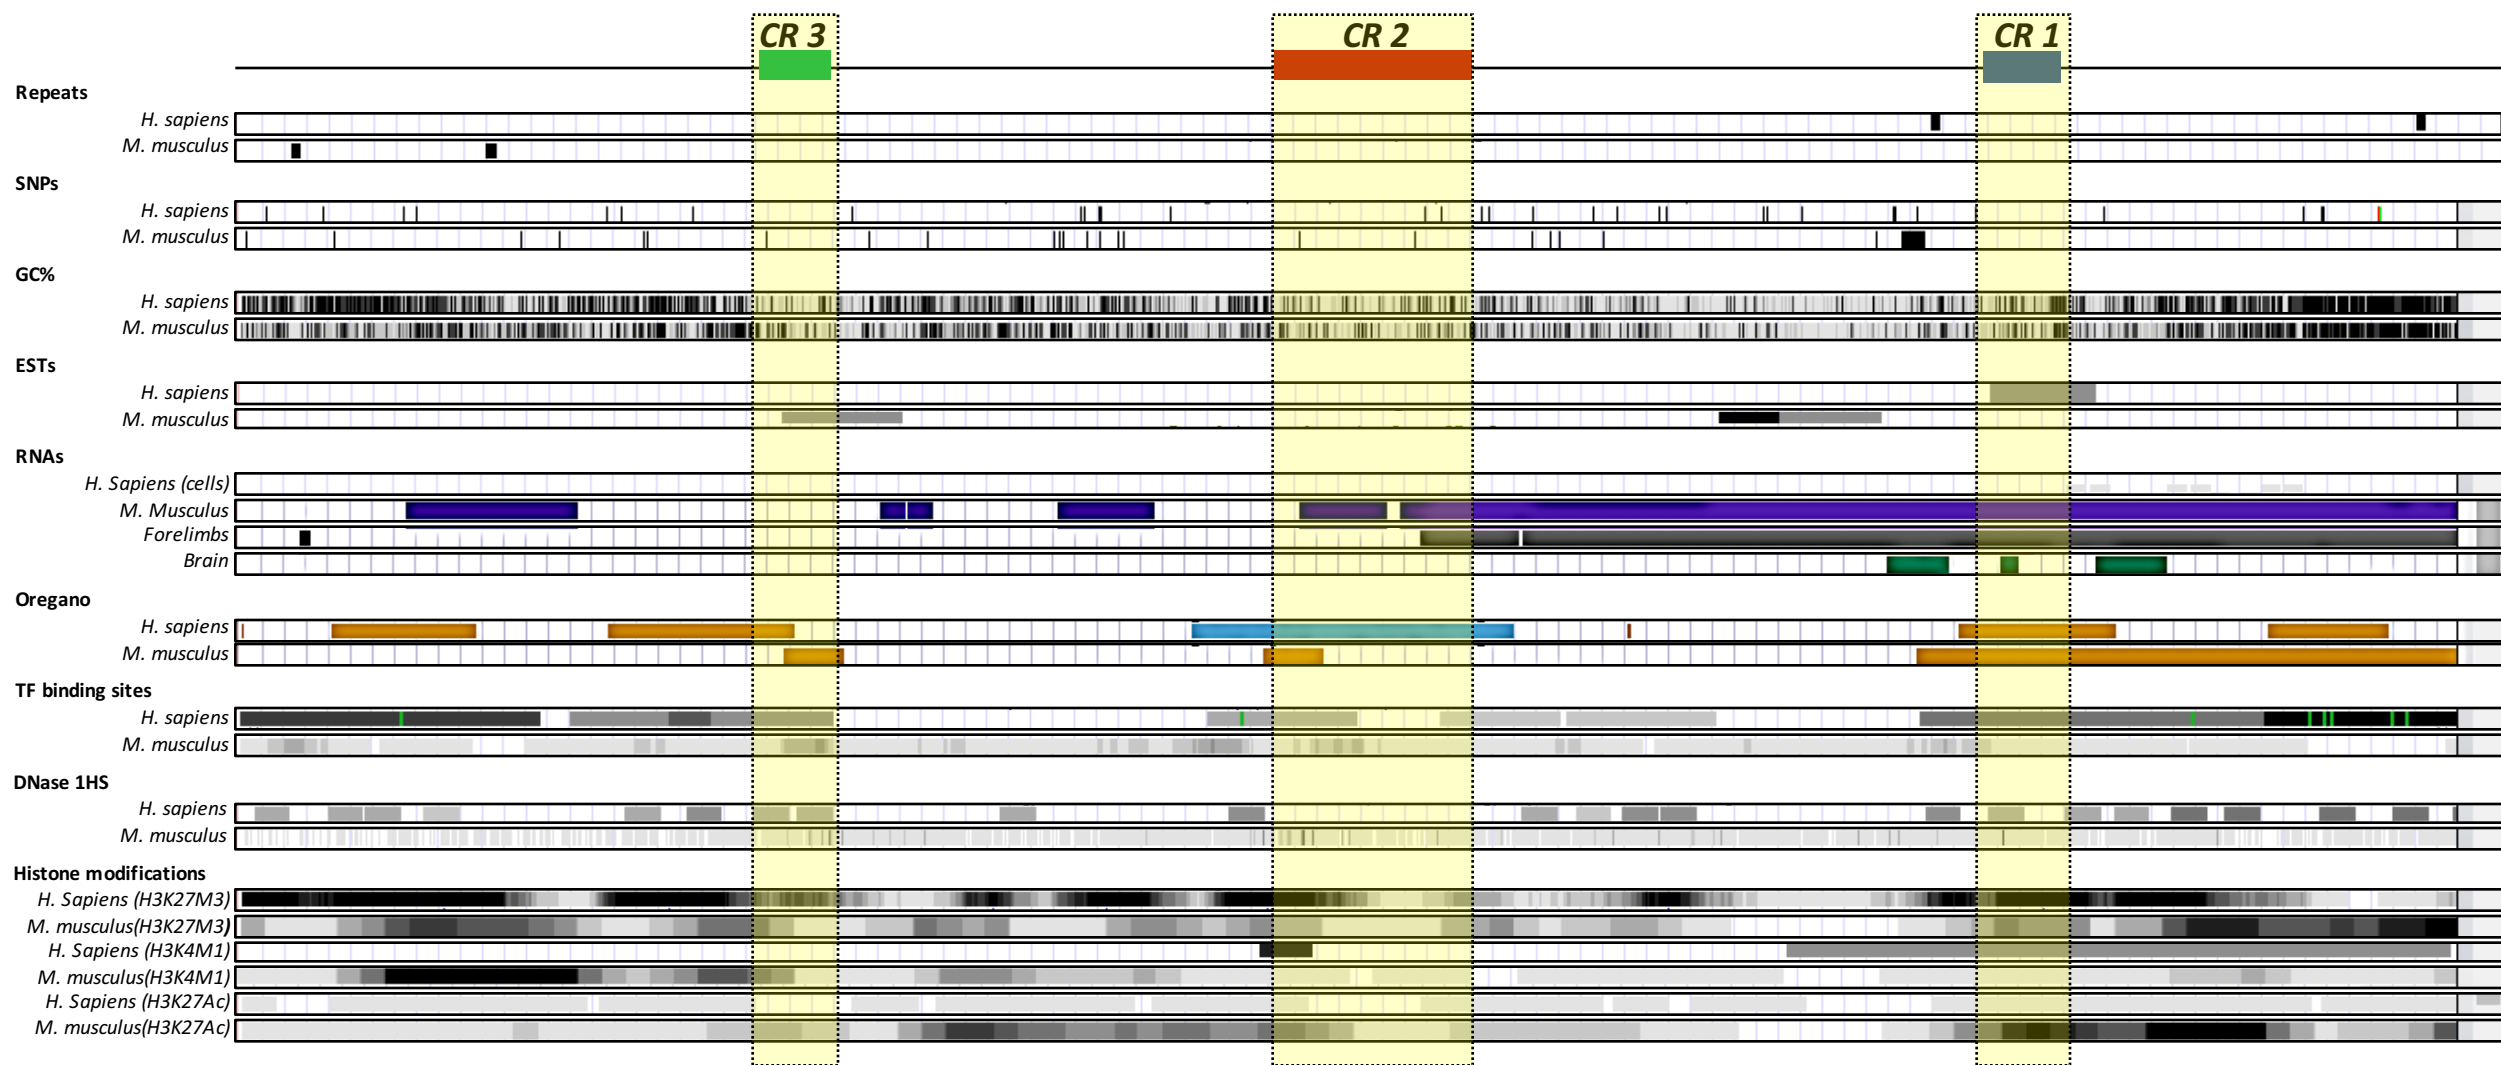 CR 3 CR 2 CR 1
Repeats
H. sapiens
M. musculus
SNPs
H. sapiens
M. musculus
GC%
H. sapiens
M. musculus
ESTs
H. sapiens
M. musculus
RNAs
H. Sapiens (cells)
M. Musculus
Forelimbs
Brain
Oregano
H. sapiens
M. musculus
TF binding sites
H. sapiens
M. musculus
DNase 1HS
H. sapiens
M. musculus
Histone modifications
H. Sapiens (H3K27M3)
M. musculus(H3K27M3)
H. Sapiens (H3K4M1)
M. musculus(H3K4M1)
H. Sapiens (H3K27Ac)
M. musculus(H3K27Ac)